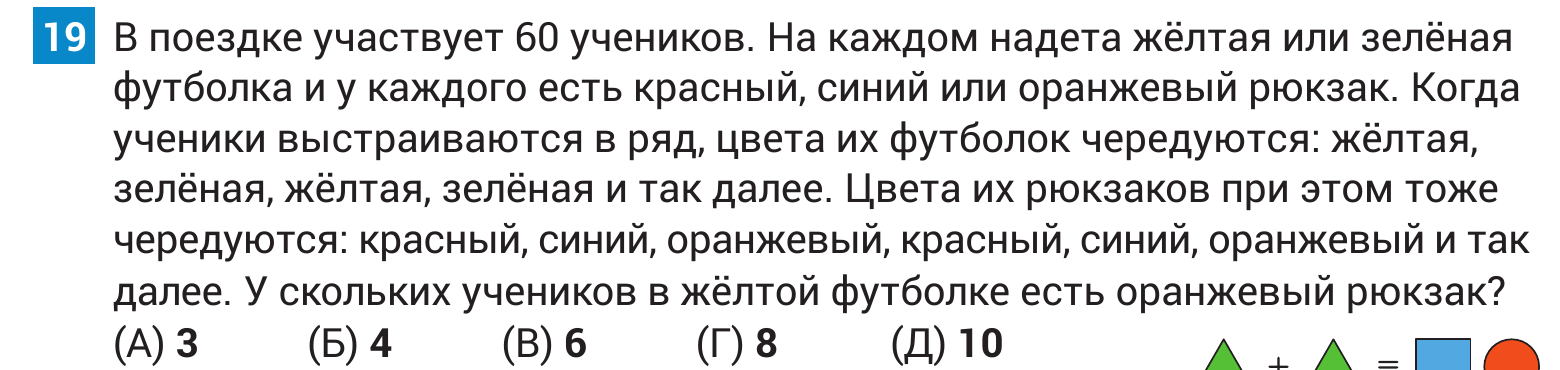 19 В поездке участвует 60 учеников. На каждом надета жёлтая или зелёная
футболка и у каждого есть красный, синий или оранжевый рюкзак. Когда
ученики выстраиваются в ряд, цвета их футболок чередуются: жёлтая,
зелёная, жёлтая, зелёная и так далее. Цвета их рюкзаков при этом тоже
чередуются: красный, синий, оранжевый, красный, синий, оранжевый и так
далее. У скольких учеников в жёлтой футболке есть оранжевый рюкзак?
(А) 3 (Б) 4 (В) 6 (Г) 8 (Д) 10
+ =